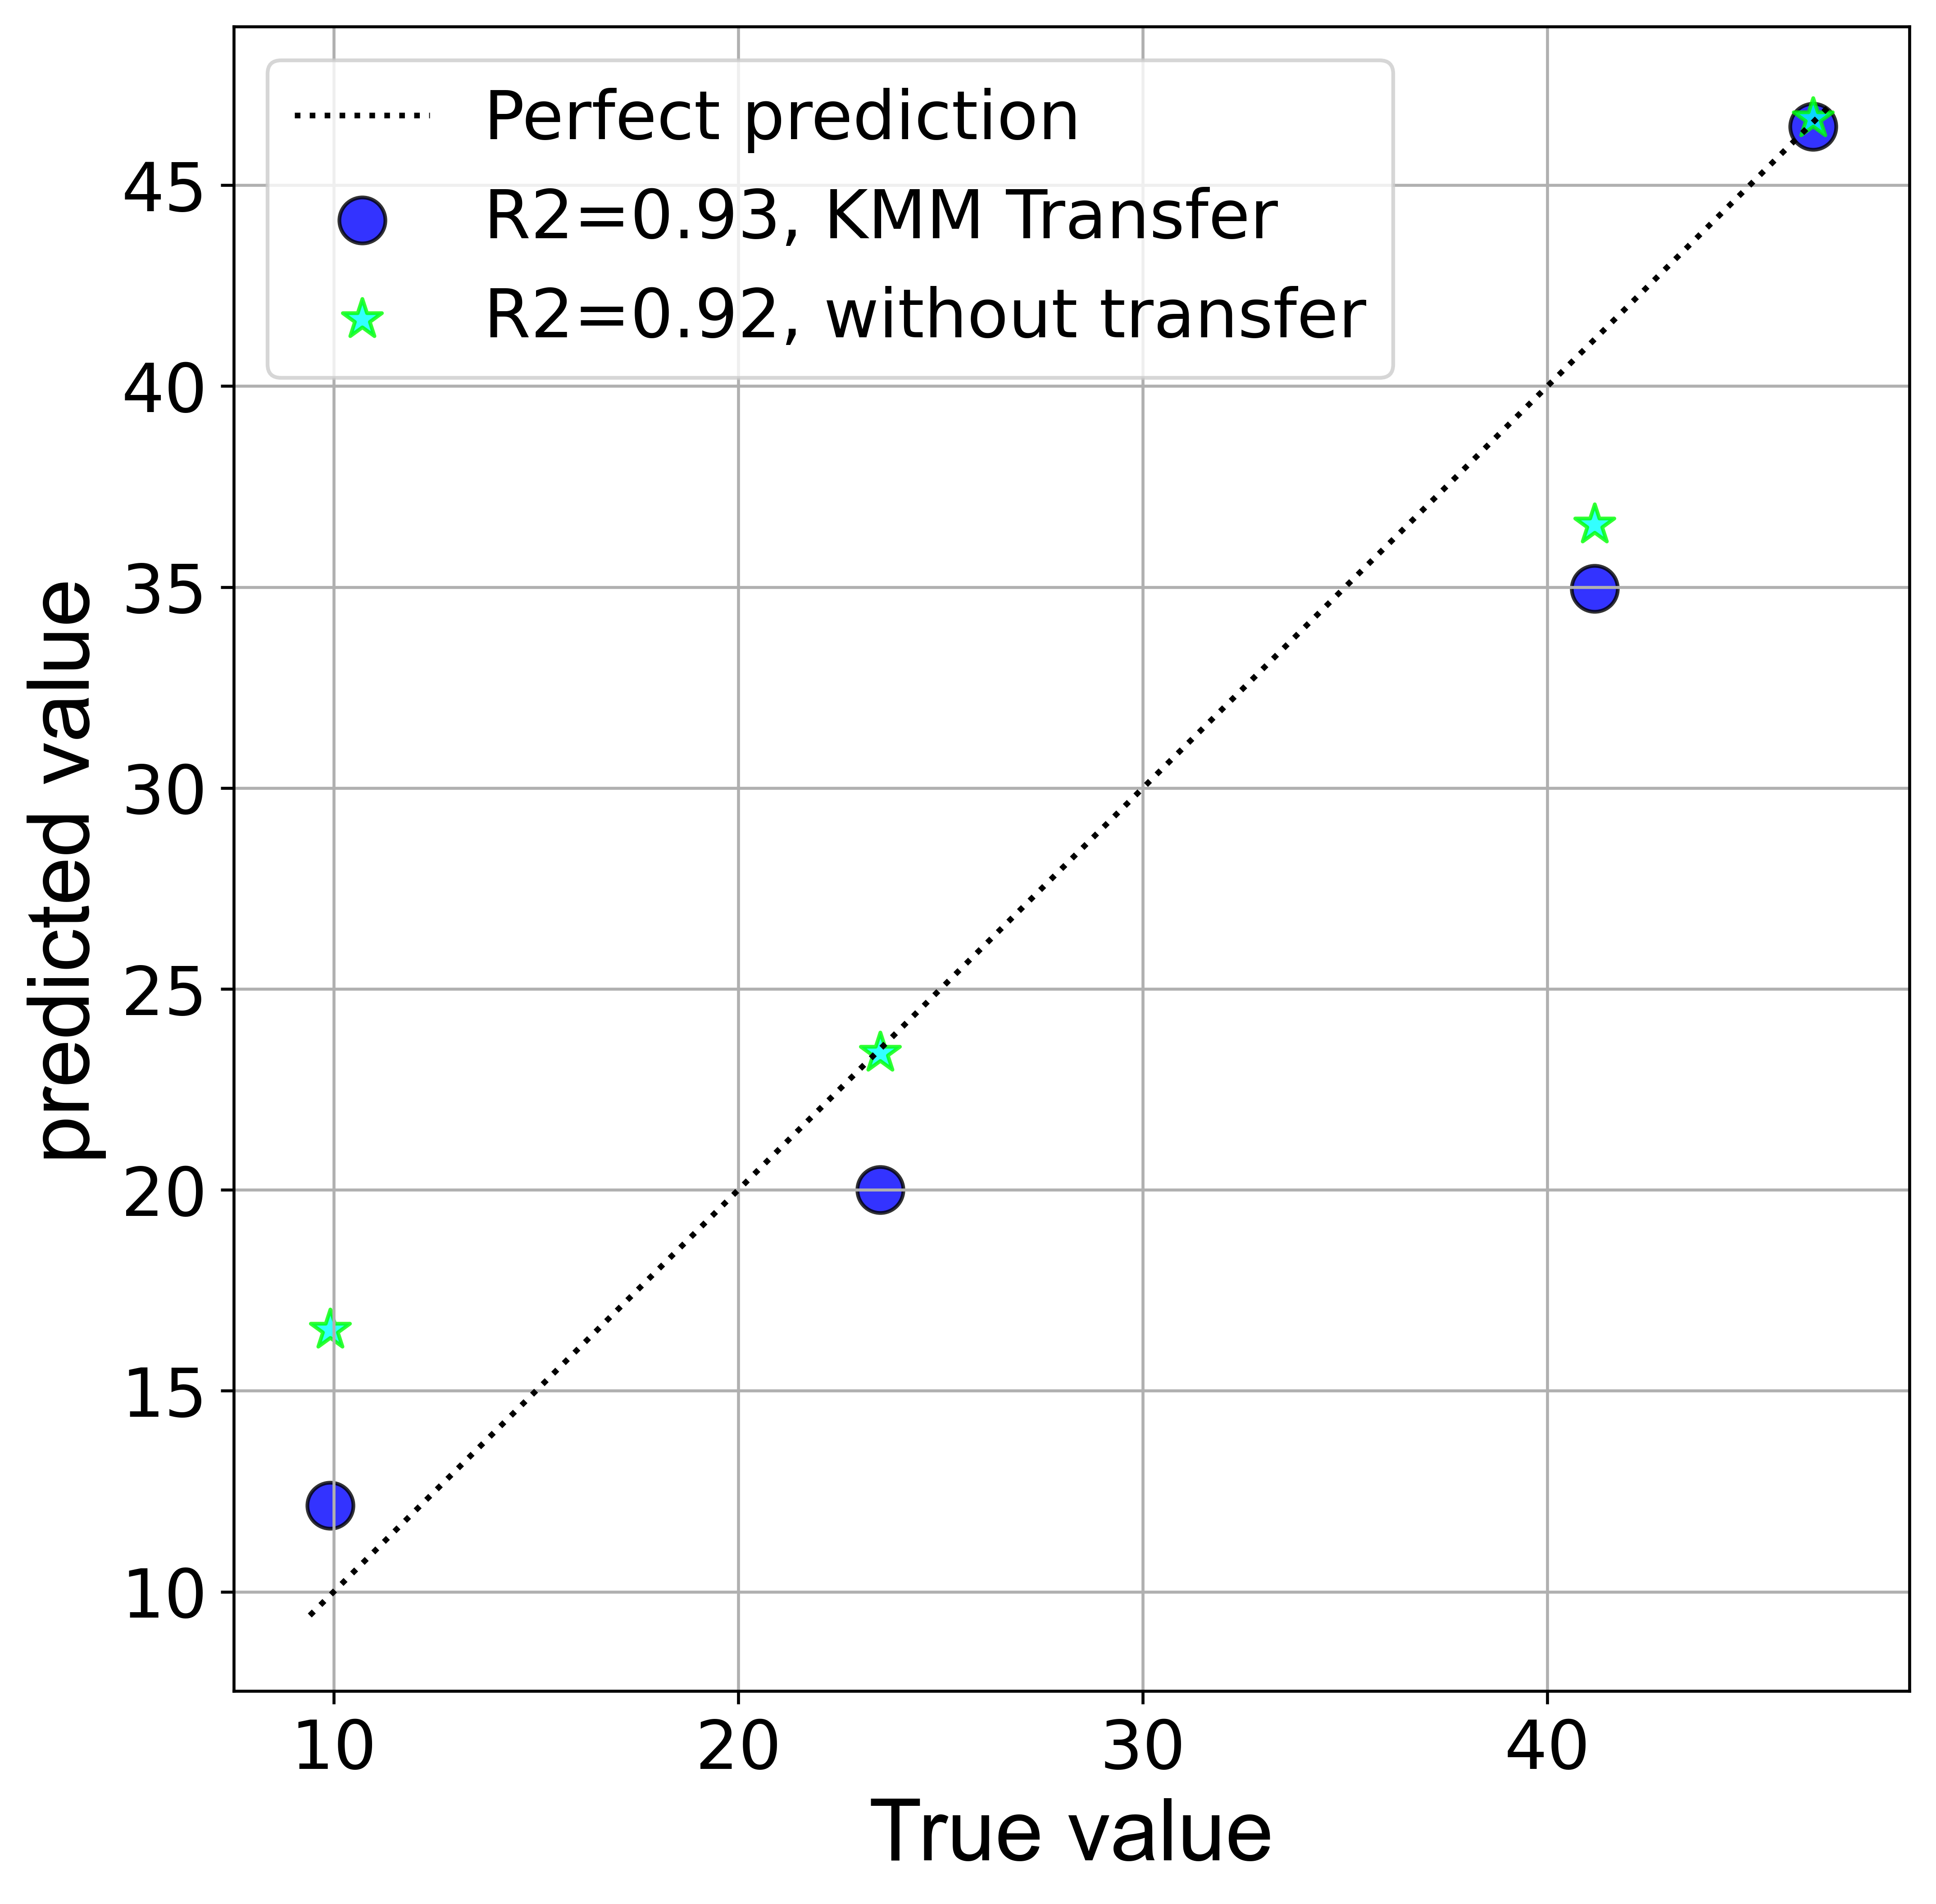 Perfect prediction
R2=0.93, KMM Transfer
R2=0.92, without transfer
45
40
35
30
25
20
15
10
predicted value
10 20 30 40
True value